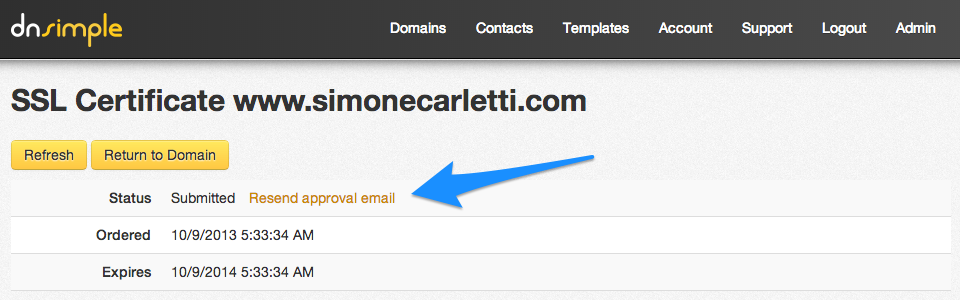 dnsimple
Domains Contacts Templates Account Support Logout Admin
SSL Certificate www.simonecarletti.com
Refresh Return to Domain
Status Submitted Resend approval email
Ordered 10/9/2013 5:33:34 AM
Expires 10/9/2014 5:33:34 AM